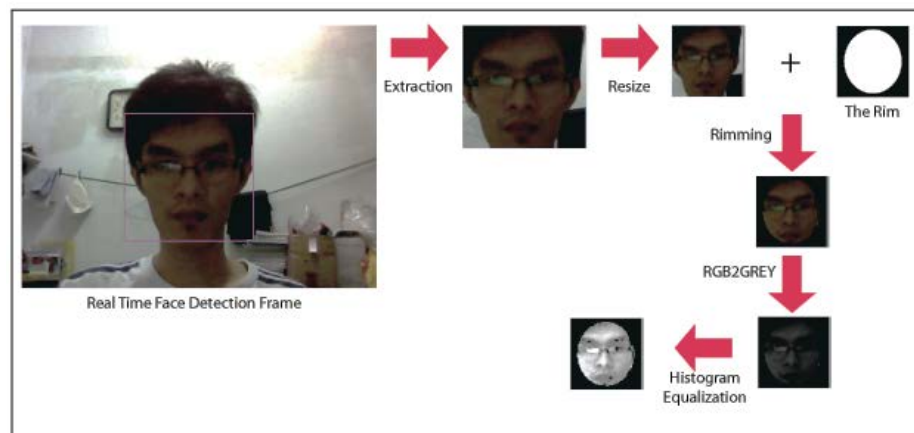 Extraction
Resize
+
The Rim
Rimming
RGB2GREY
Histogram
Equalization
Real Time Face Detection Frame